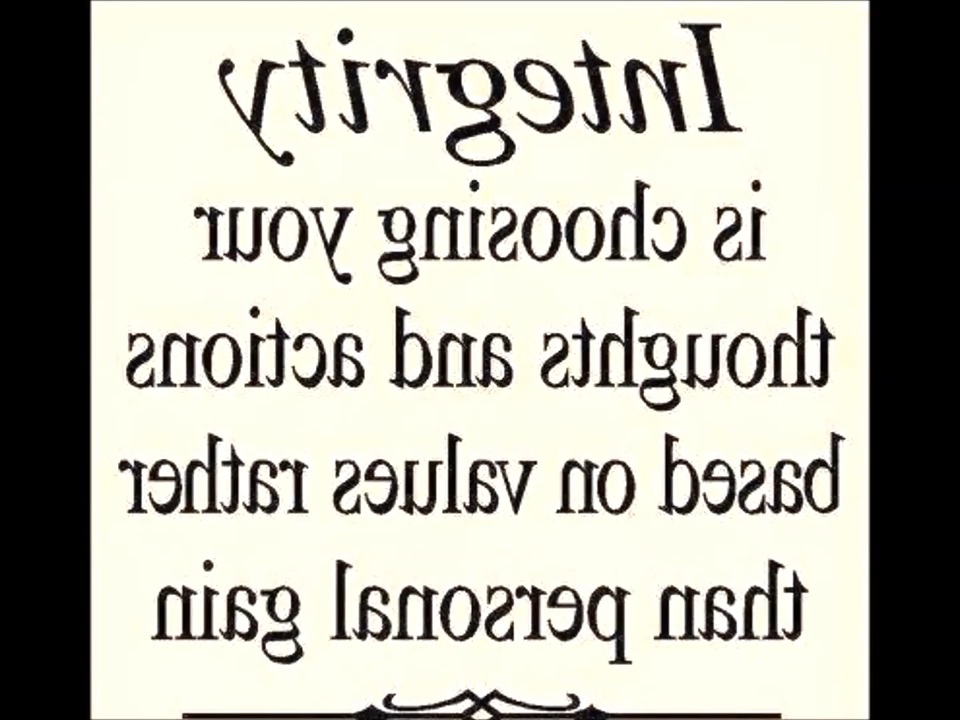 Integrity
is choosing your
thoughts and actions
based on values rather
than personal gain